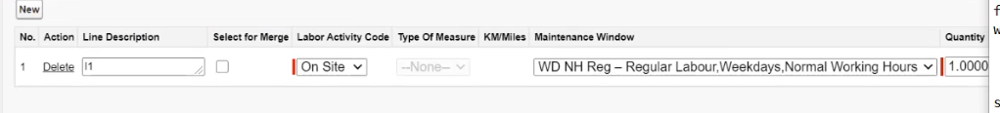 New
No. Action Line Description Select for Merge Labor Activity Code Type Of Measure KM/Miles Maintenance Window Quantity
1 Delete l1 On Site --None-- WD NH Reg – Regular Labour,Weekdays,Normal Working Hours 1.0000